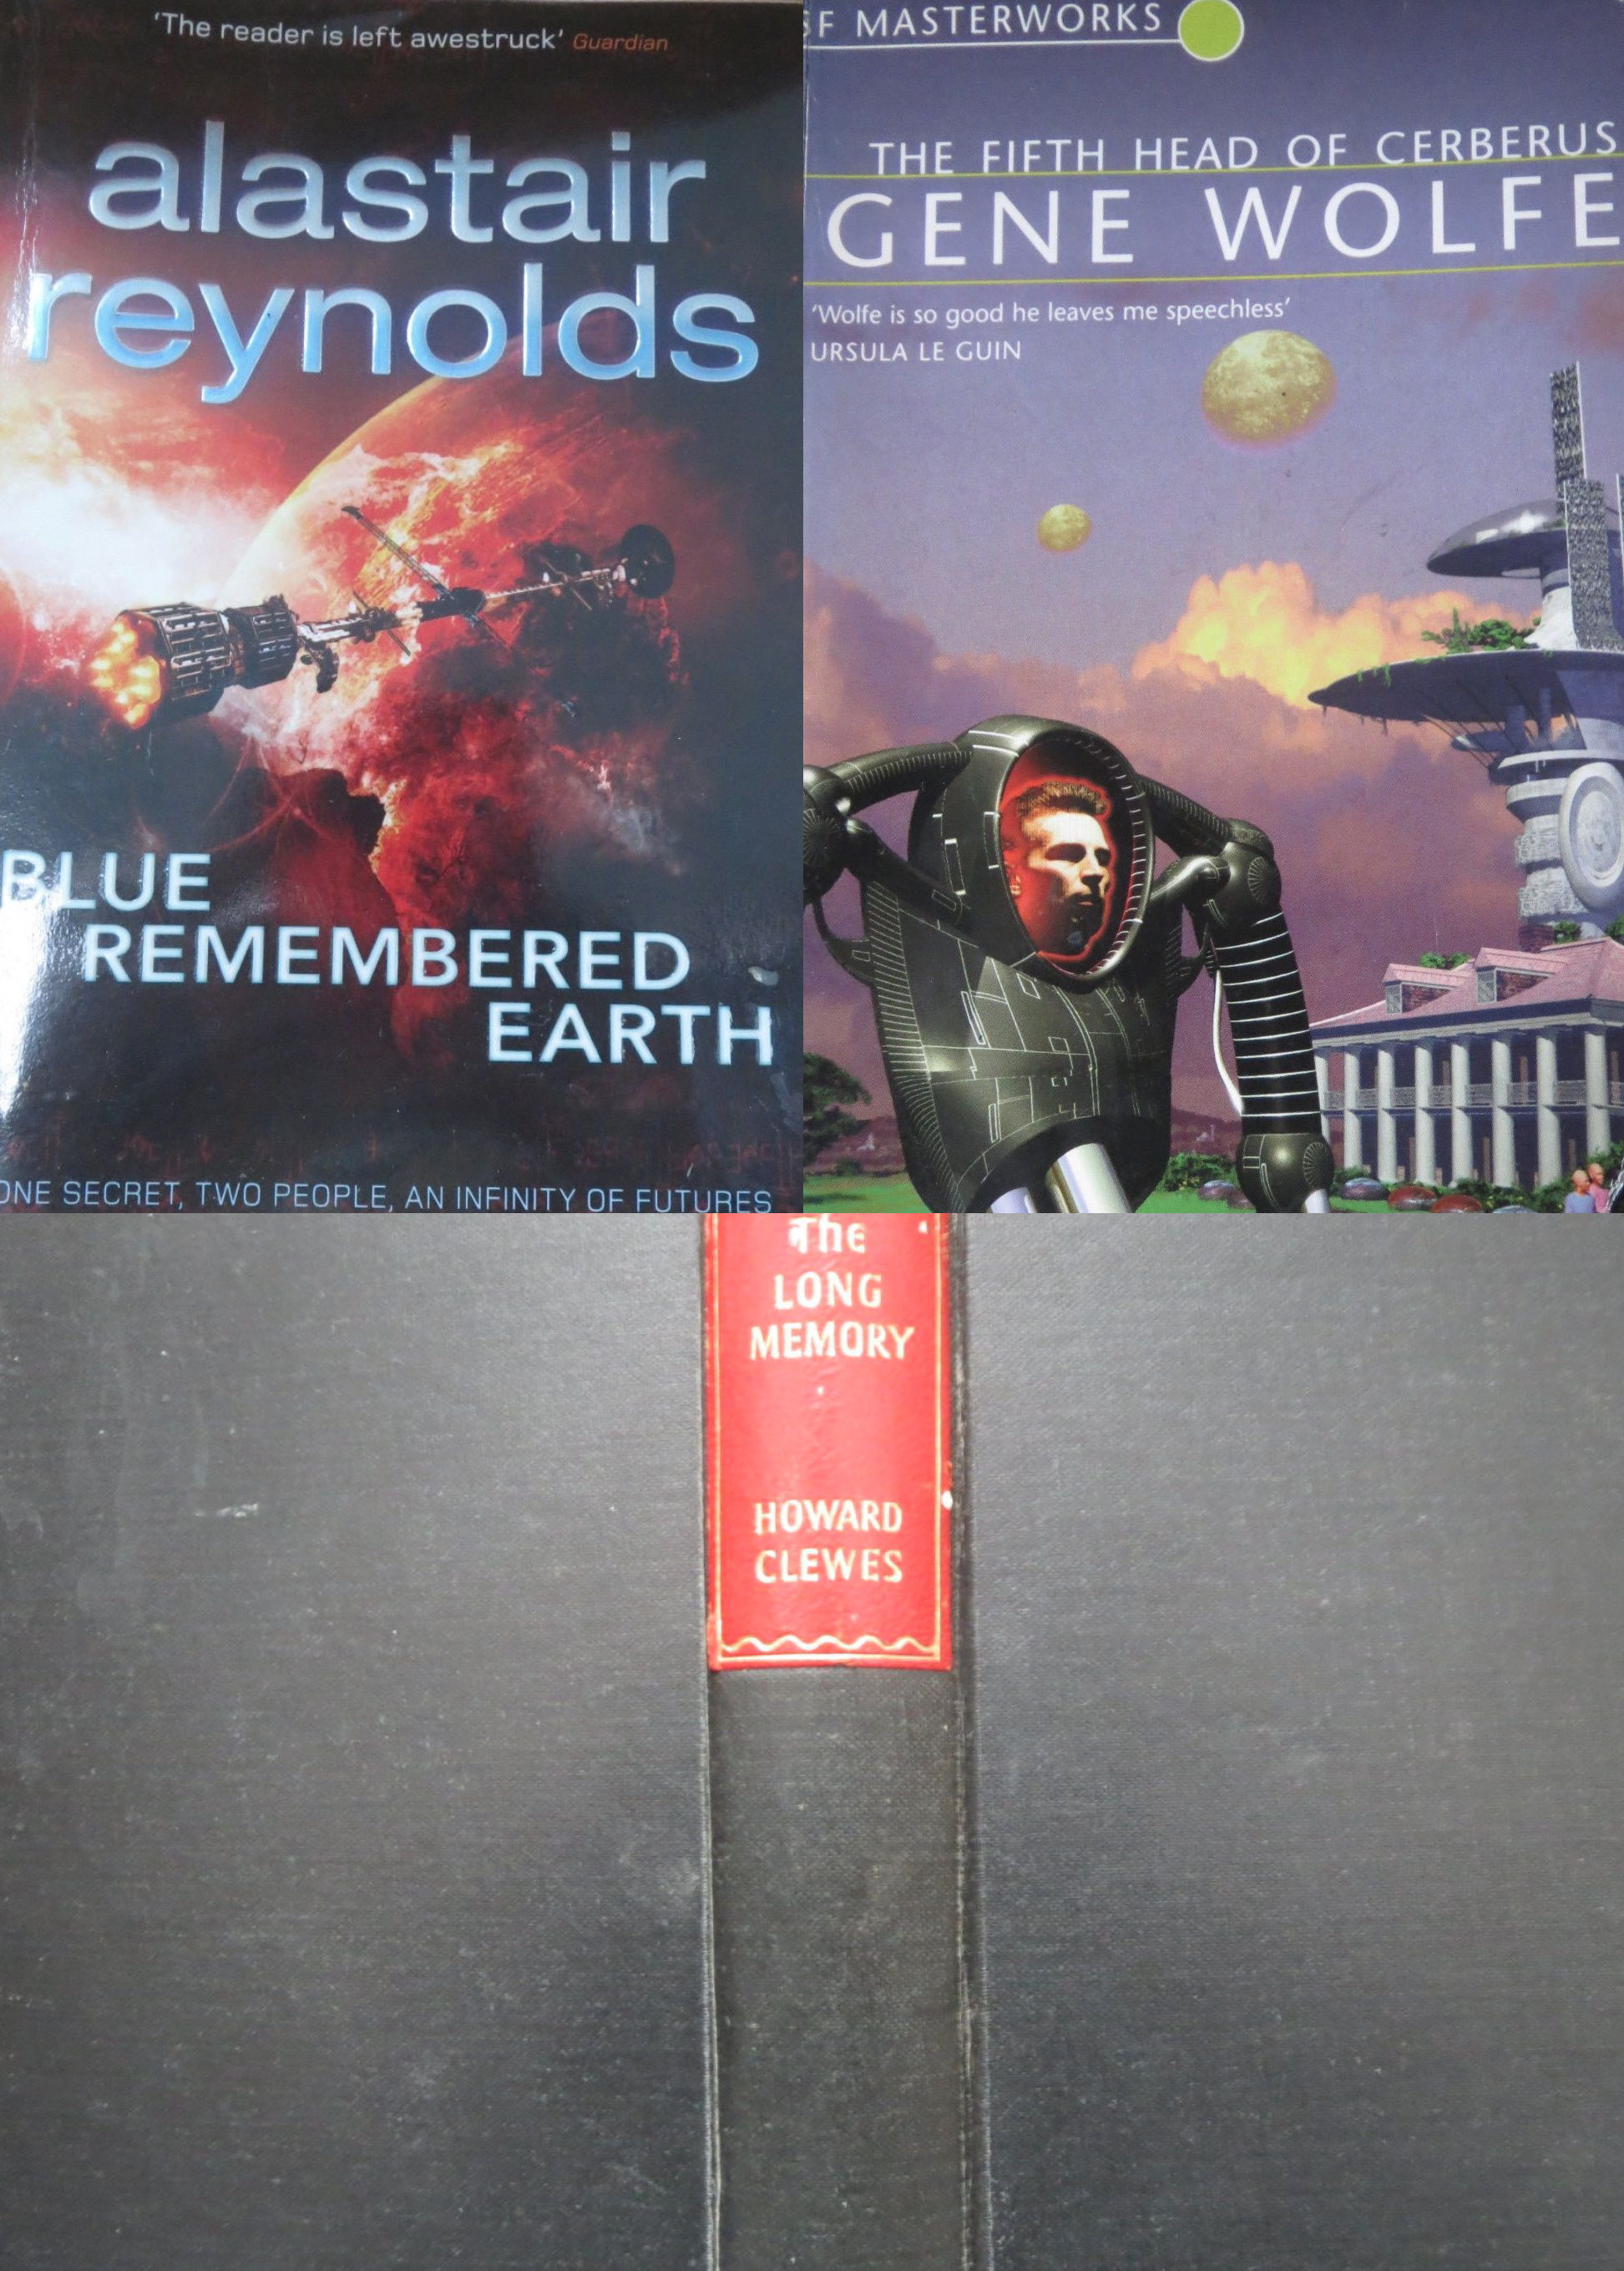 'The reader is left awestruck' Guardian
alastair
reynolds
BLUE
REMEMBERED
EARTH
ONE SECRET, TWO PEOPLE, AN INFINITY OF FUTURES
SF MASTERWORKS
THE FIFTH HEAD OF CERBERUS
GENE WOLFE
'Wolfe is so good he leaves me speechless'
URSULA LE GUIN
The
LONG
MEMORY
HOWARD
CLEWES